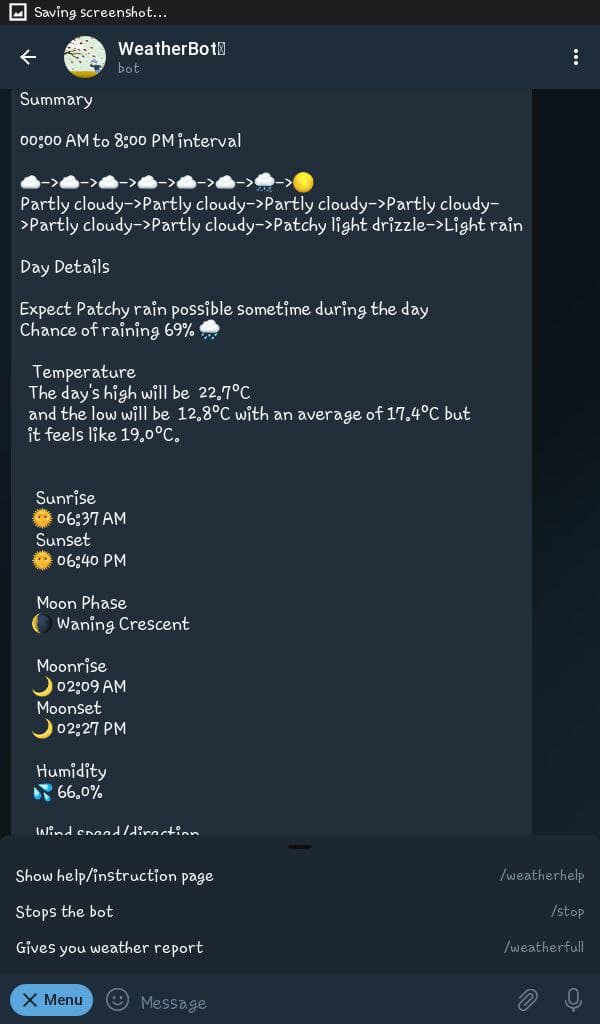 Saving screenshot...
WeatherBot
bot
Summary
00:00 AM to 8:00 PM interval
☁️->☁️->☁️->☁️->☁️->☁️->🌧️->🌕
Partly cloudy->Partly cloudy->Partly cloudy->Partly cloudy-
>Partly cloudy->Partly cloudy->Patchy light drizzle->Light rain
Day Details
Expect Patchy rain possible sometime during the day
Chance of raining 69% 🌧️
Temperature
The day's high will be 22.7°C
and the low will be 12.8°C with an average of 17.4°C but
it feels like 19.0°C.
Sunrise
🌞 06:37 AM
Sunset
🌞 06:40 PM
Moon Phase
🌘 Waning Crescent
Moonrise
🌙 02:09 AM
Moonset
🌙 02:27 PM
Humidity
💦 66.0%
Wind speed/direction
Show help/instruction page /weatherhelp
Stops the bot /stop
Gives you weather report /weatherfull
Menu Message